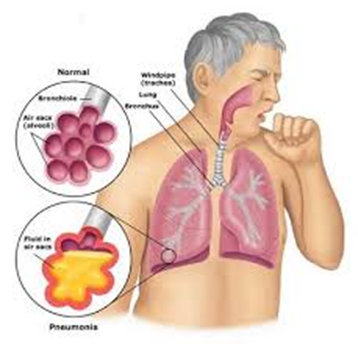 Normal
Bronchiole
Air sacs
(alveoli)
Windpipe
(trachea)
Lung
Bronchus
Fluid in
air sacs
Pneumonia